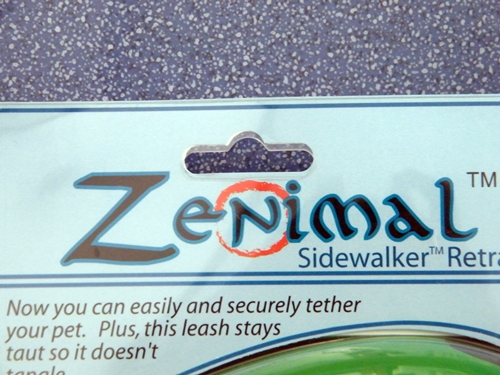 Zenimal™
Sidewalker™ Retra
Now you can easily and securely tether
your pet. Plus, this leash stays
taut so it doesn't
tangle